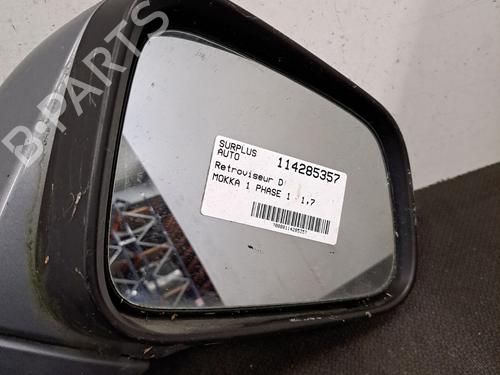 SURPLUS
AUTO
114285357
Retroviseur D
MOKKA 1 PHASE 1 1.7
B-PARTS